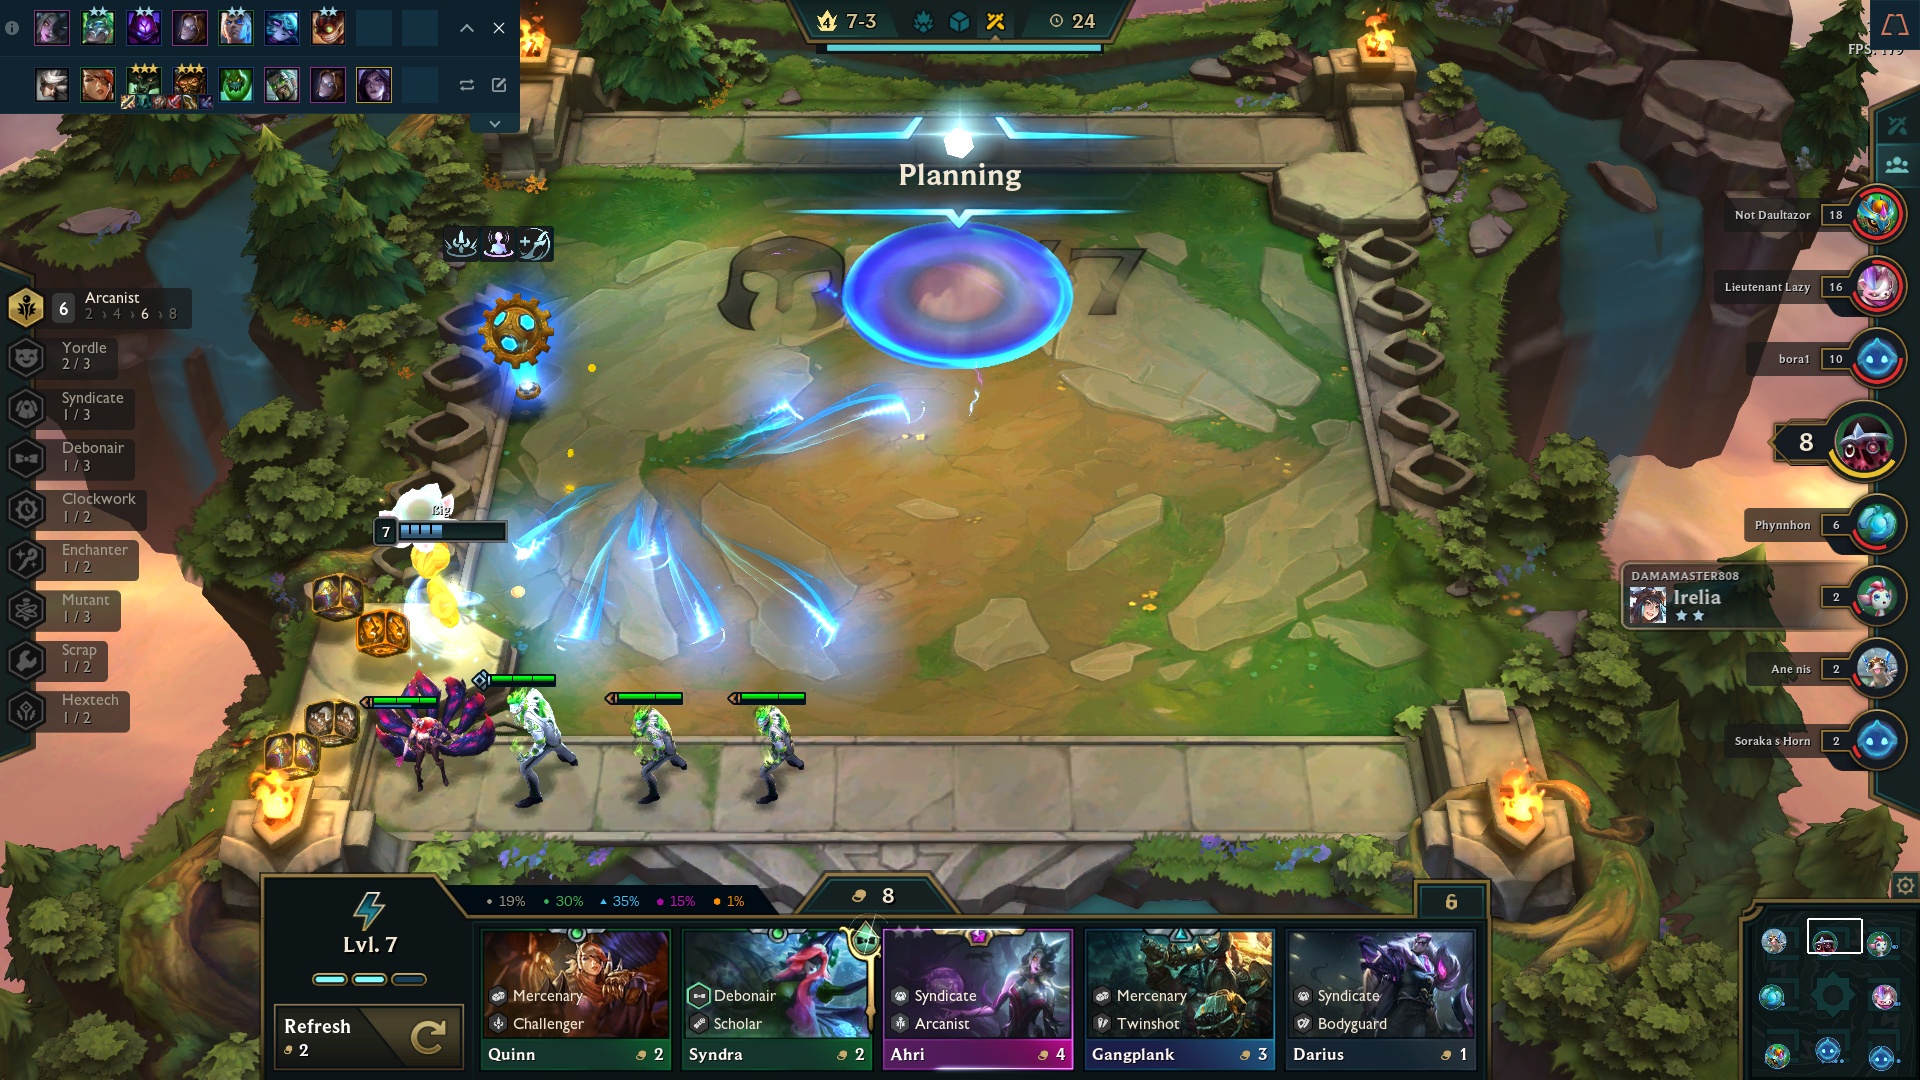 4
7-3
24
FPS:
Planning
/7
Not Daultazor
18
Lieutenant Lazy
16
bora1
10
8
Phynnhon
6
DAMAMASTER808
Irelia
2
Ane nis
2
Soraka s Horn
2
6
Arcanist
2 › 4 › 6 › 8
Yordle
2 / 3
Syndicate
1 / 3
Debonair
1 / 3
Clockwork
1 / 2
Enchanter
1 / 2
Mutant
1 / 3
Scrap
1 / 2
Hextech
1 / 2
Big
7
Lvl. 7
19%
30%
35%
15%
1%
8
6
Refresh
2
Mercenary
Challenger
Quinn
2
Debonair
Scholar
Syndra
2
Syndicate
Arcanist
Ahri
4
Mercenary
Twinshot
Gangplank
3
Syndicate
Bodyguard
Darius
1